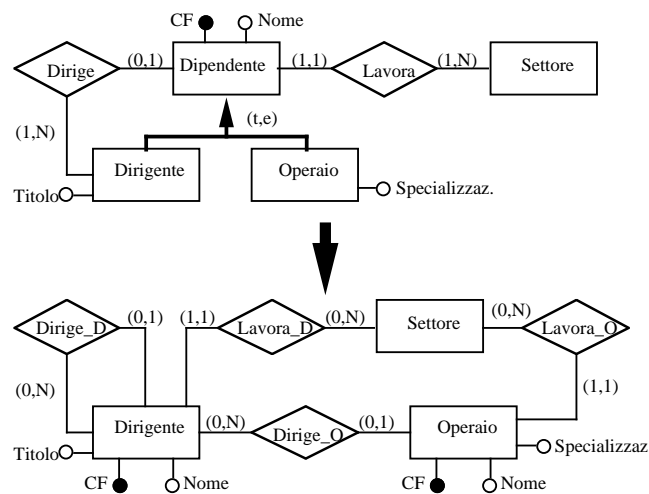 CF
Nome
Dirige
(0,1)
Dipendente
(1,1)
Lavora
(1,N)
Settore
(1,N)
(t,e)
Dirigente
Operaio
Titolo
Specializzaz.
Dirige_D
(0,1)
(1,1)
Lavora_D
(0,N)
Settore
(0,N)
Lavora_O
(0,N)
(1,1)
Dirigente
(0,N)
Dirige_O
(0,1)
Operaio
Titolo
Specializzaz
CF
Nome
CF
Nome